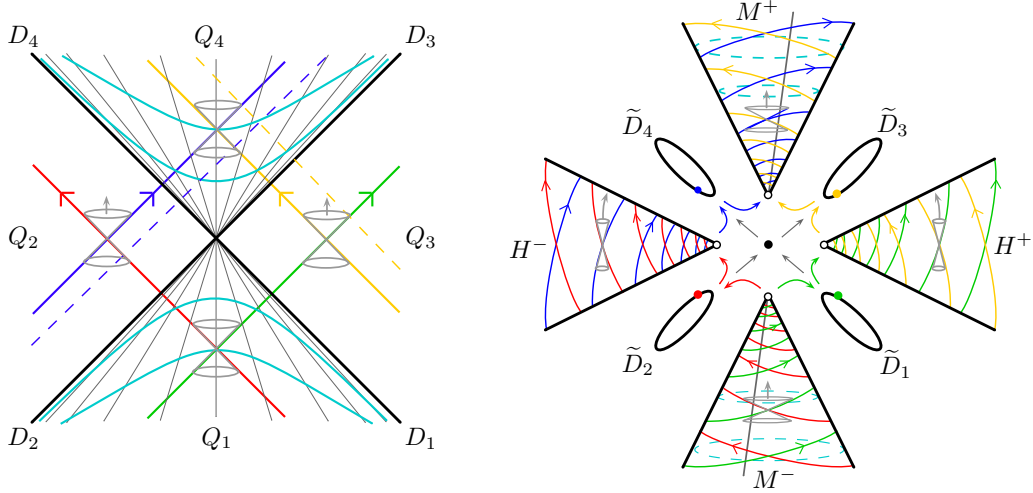 D₄ Q₄ D₃
Q₂ Q₃
D₂ Q₁ D₁
M⁺
D̃₄ D̃₃
H⁻ H⁺
D̃₂ D̃₁
M⁻